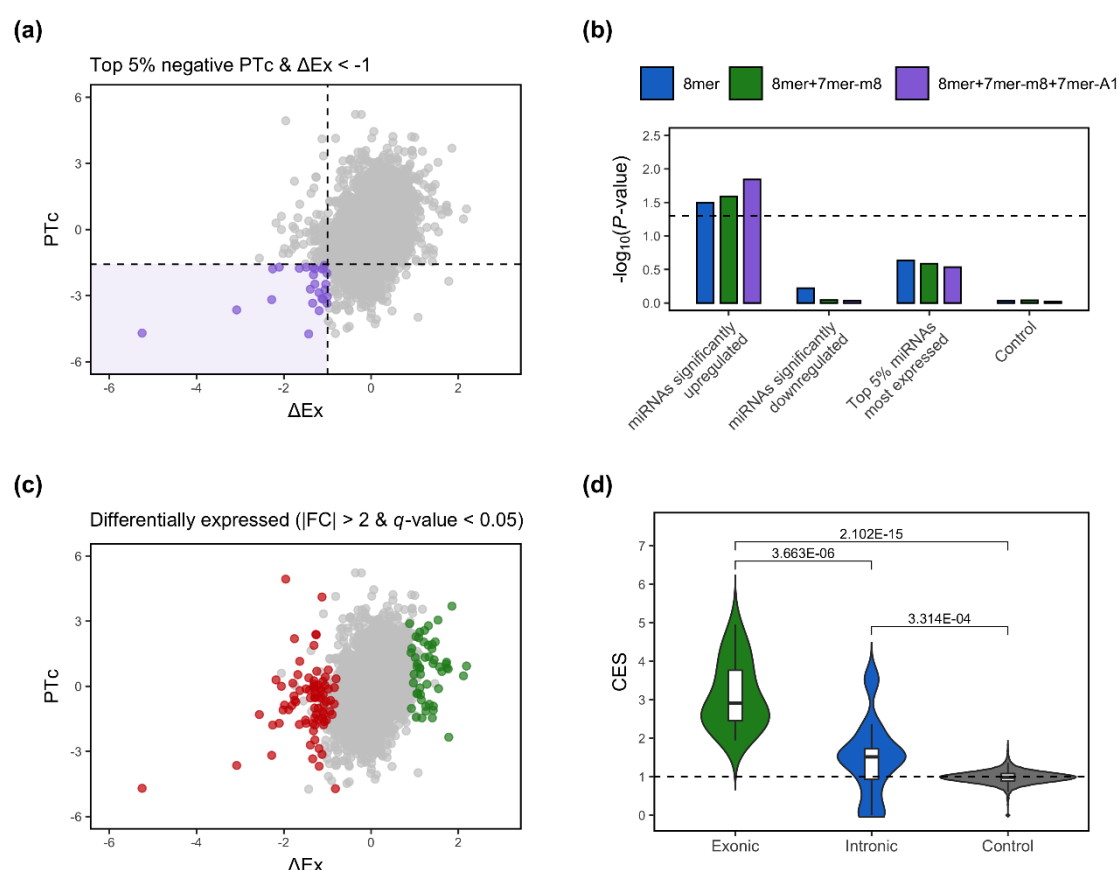 (a)
Top 5% negative PTc & ΔEx < -1
PTc
6
3
0
-3
-6
-6
-4
-2
0
2
ΔEx
(b)
8mer
8mer+7mer-m8
8mer+7mer-m8+7mer-A1
-log10(P-value)
2.5
2.0
1.5
1.0
0.5
0.0
miRNAs significantly
upregulated
miRNAs significantly
downregulated
Top 5% miRNAs
most expressed
Control
(c)
Differentially expressed (|FC| > 2 & q-value < 0.05)
PTc
6
3
0
-3
-6
-6
-4
-2
0
2
ΔEx
(d)
CES
7
6
5
4
3
2
1
0
2.102E-15
3.663E-06
3.314E-04
Exonic
Intronic
Control